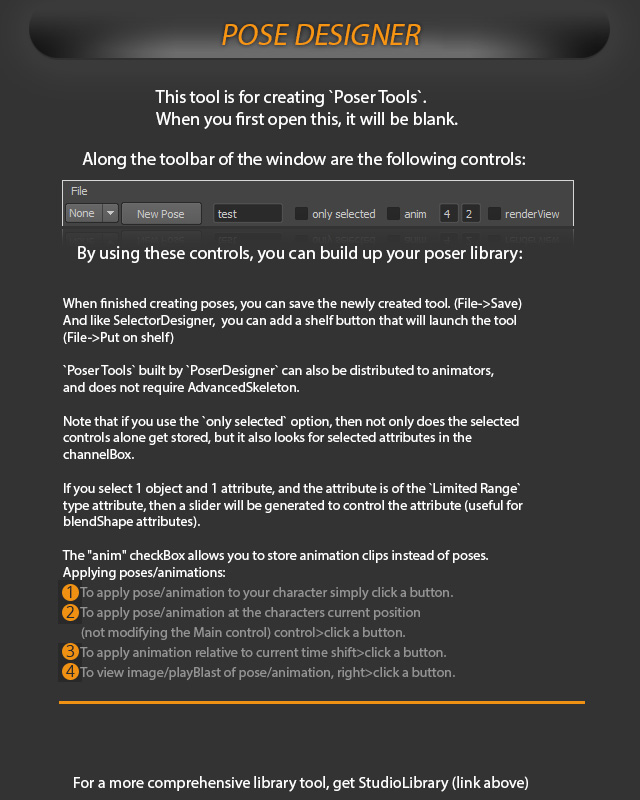 POSE DESIGNER
This tool is for creating `Poser Tools`.
When you first open this, it will be blank.
Along the toolbar of the window are the following controls:
File
None New Pose test only selected anim 4 2 renderView
By using these controls, you can build up your poser library:
When finished creating poses, you can save the newly created tool. (File->Save)
And like SelectorDesigner, you can add a shelf button that will launch the tool
(File->Put on shelf)
`Poser Tools` built by `PoserDesigner` can also be distributed to animators,
and does not require AdvancedSkeleton.
Note that if you use the `only selected` option, then not only does the selected
controls alone get stored, but it also looks for selected attributes in the
channelBox.
If you select 1 object and 1 attribute, and the attribute is of the `Limited Range`
type attribute, then a slider will be generated to control the attribute (useful for
blendShape attributes).
The "anim" checkBox allows you to store animation clips instead of poses.
Applying poses/animations:
1 To apply pose/animation to your character simply click a button.
2 To apply pose/animation at the characters current position
(not modifying the Main control) control>click a button.
3 To apply animation relative to current time shift>click a button.
4 To view image/playBlast of pose/animation, right>click a button.
For a more comprehensive library tool, get StudioLibrary (link above)